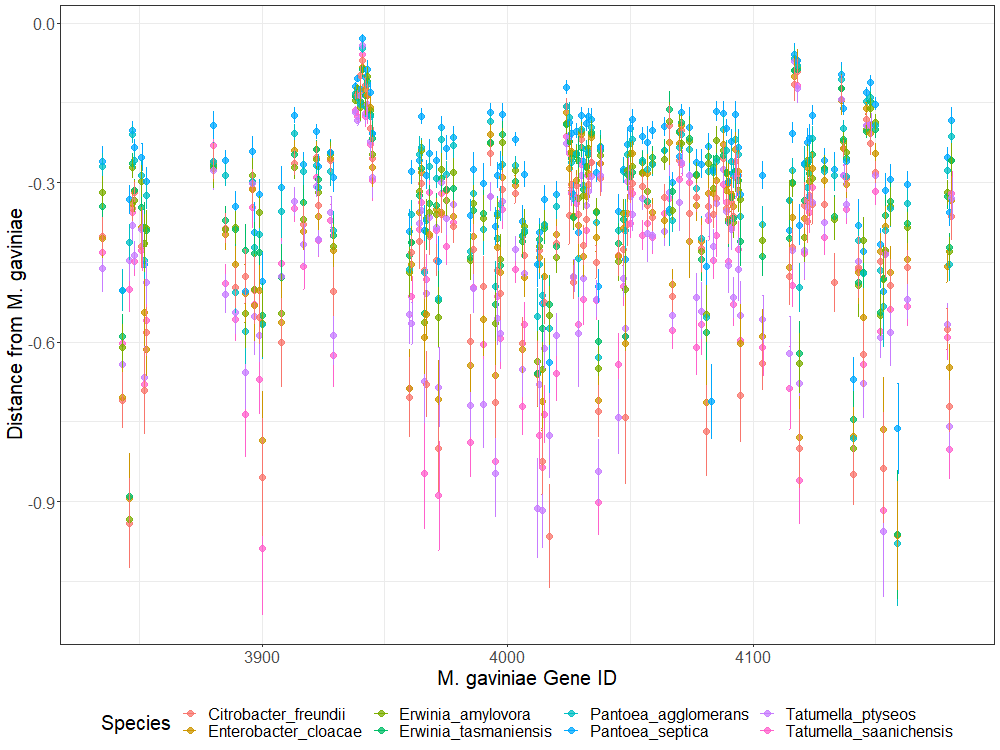 0.0
-0.3
-0.6
-0.9
Distance from M. gaviniae
3900 4000 4100
M. gaviniae Gene ID
Species
Citrobacter_freundii Erwinia_amylovora Pantoea_agglomerans Tatumella_ptyseos
Enterobacter_cloacae Erwinia_tasmaniensis Pantoea_septica Tatumella_saanichensis